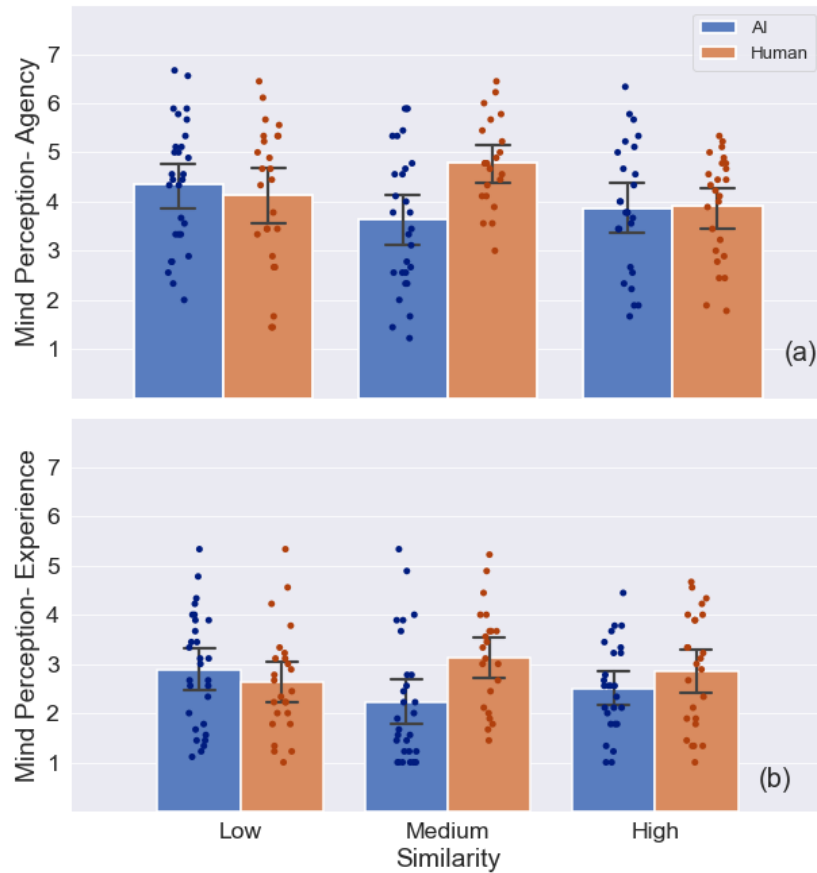 AI
Human
Mind Perception- Agency
7
6
5
4
3
2
1
(a)
Mind Perception- Experience
7
6
5
4
3
2
1
(b)
Low Medium High
Similarity